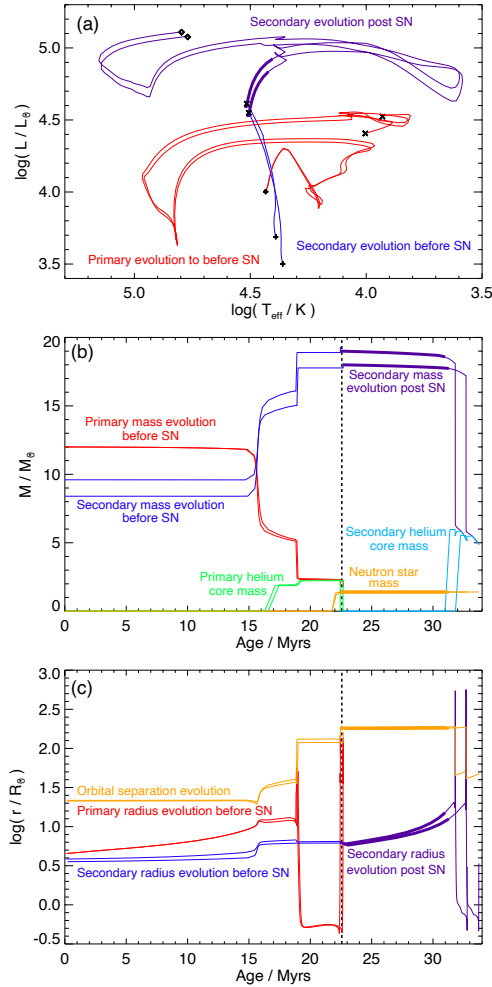 (a)
Secondary evolution post SN
Primary evolution to before SN
Secondary evolution before SN
log( L / L⊙)
5.0
4.5
4.0
3.5
5.0 4.5 4.0 3.5
log( T_eff / K )
(b)
Secondary mass
evolution post SN
Primary mass evolution
before SN
Secondary mass evolution
before SN
Secondary helium
core mass
Primary helium
core mass
Neutron star
mass
M / M⊙
20
15
10
5
0
0 5 10 15 20 25 30
Age / Myrs
(c)
Orbital separation evolution
Primary radius evolution before SN
Secondary radius evolution before SN
Secondary radius
evolution post SN
log( r / R⊙)
3.0
2.5
2.0
1.5
1.0
0.5
0.0
-0.5
0 5 10 15 20 25 30
Age / Myrs